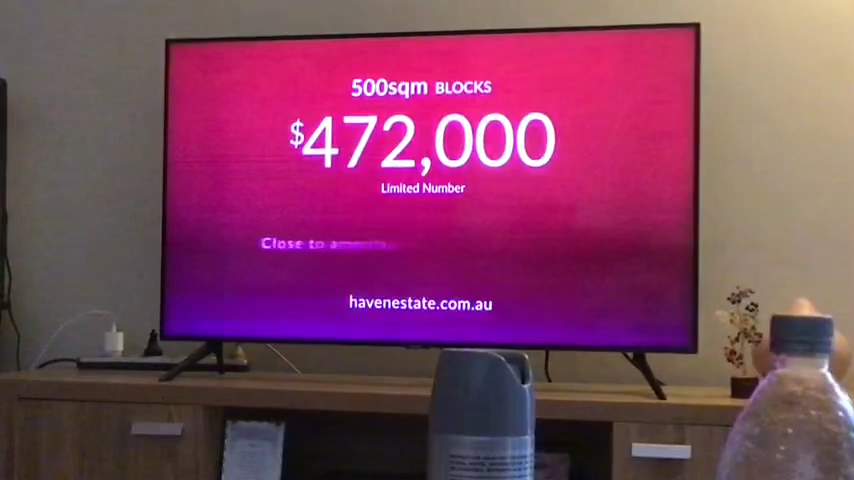 500sqm BLOCKS
$472,000
Limited Number
Close to
havenestate.com.au